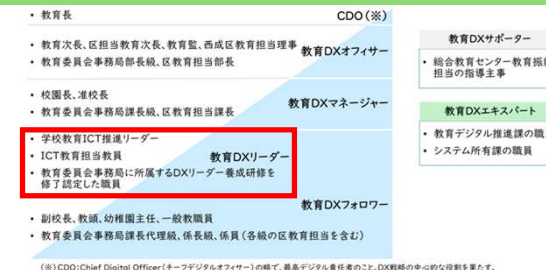 ・ 教育長
CDO(※)
・ 教育次長、区担当教育次長、教育監、西成区教育担当理事
・ 教育委員会事務局部長級、区教育担当部長
教育DXオフィサー
・ 校園長、准校長
・ 教育委員会事務局課長級、区教育担当課長
教育DXマネージャー
・ 学校教育ICT推進リーダー
・ ICT教育担当教員
・ 教育委員会事務局に所属するDXリーダー養成研修を
修了認定した職員
教育DXリーダー
教育DXフォロワー
・ 副校長、教頭、幼稚園主任、一般教職員
・ 教育委員会事務局課長代理級、係長級、係員(各級の区教育担当を含む)
教育DXサポーター
・ 総合教育センター教育振
担当の指導主事
教育DXエキスパート
・ 教育デジタル推進課の職
・ システム所有課の職員
(※)CDO:Chief Digital Officer(チーフデジタルオフィサー)の略で、最高デジタル責任者のこと。DX戦略の中心的な役割を果たす。